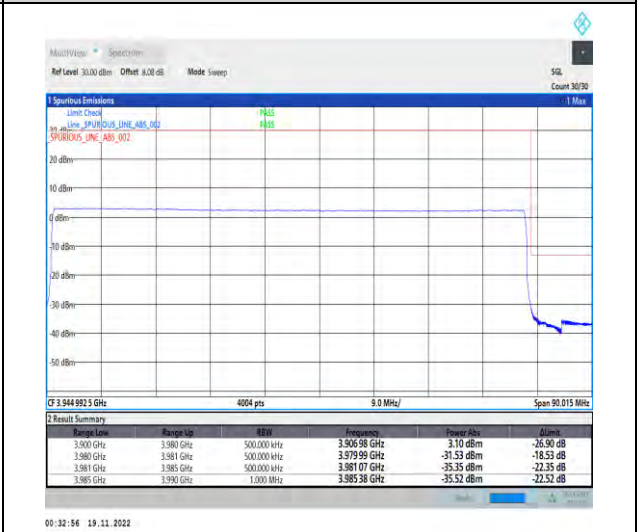 MultiView Spectrum
Ref Level 30.00 dBm Offset 8.08 dB Mode Sweep SGL
Count 30/30
1 Spurious Emissions 1 Max
Limit Check PASS
Line _SPURIOUS_LINE_ABS_002 PASS
_SPURIOUS_LINE_ABS_002
20 dBm
10 dBm
0 dBm
-10 dBm
-20 dBm
-30 dBm
-40 dBm
-50 dBm
CF 3.944 992 5 GHz 4004 pts 9.0 MHz/ Span 90.015 MHz
2 Result Summary
Range Low Range Up RBW Frequency Power Abs ΔLimit
3.900 GHz 3.980 GHz 500.000 kHz 3.906 98 GHz 3.10 dBm -26.90 dB
3.980 GHz 3.981 GHz 500.000 kHz 3.979 99 GHz -31.53 dBm -18.53 dB
3.981 GHz 3.985 GHz 500.000 kHz 3.981 07 GHz -35.35 dBm -22.35 dB
3.985 GHz 3.990 GHz 1.000 MHz 3.985 38 GHz -35.52 dBm -22.52 dB
00:32:56 19.11.2022